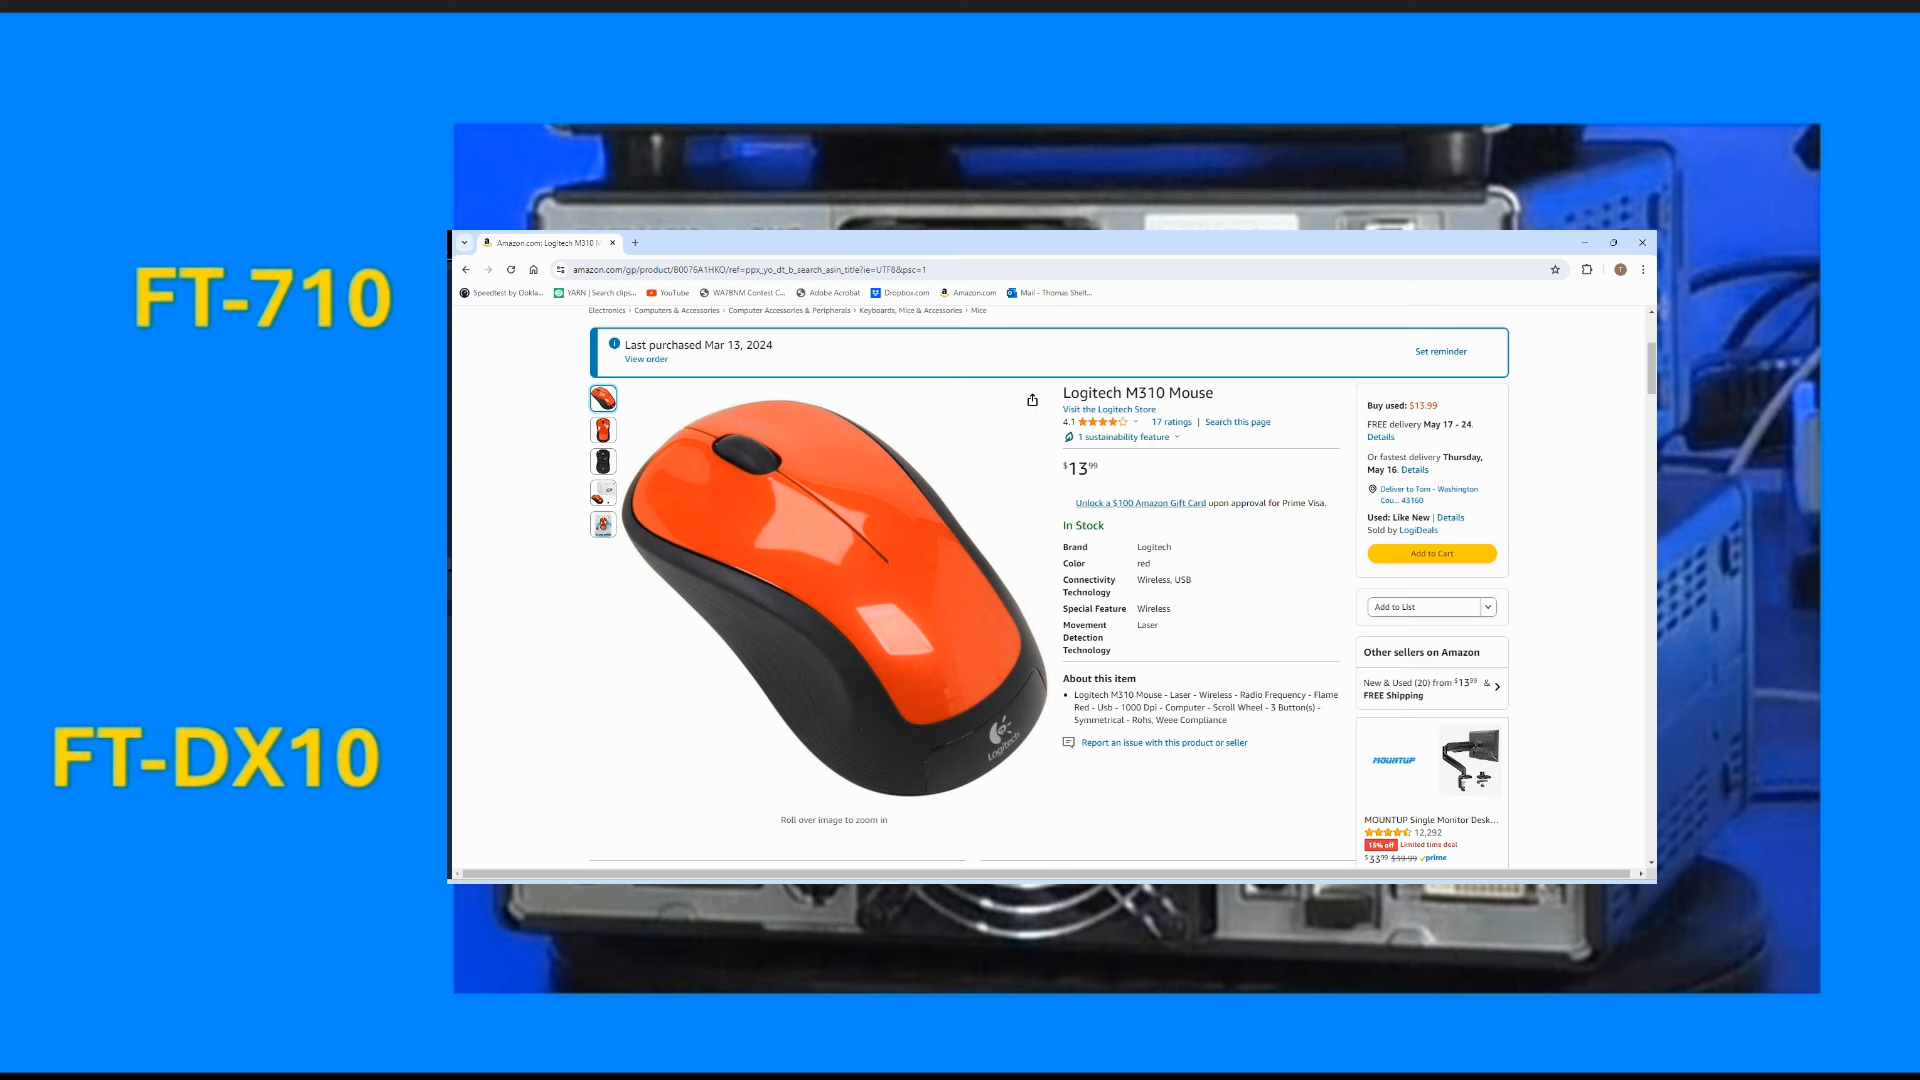 FT-710
FT-DX10
Amazon.com: Logitech M310 M
amazon.com/gp/product/B0076A1HKO/ref=ppx_yo_dt_b_search_asin_title?ie=UTF8&psc=1
Speedtest by Ookla...
YARN | Search clips...
YouTube
WA7BNM Contest C...
Adobe Acrobat
Dropbox.com
Amazon.com
Mail - Thomas Shelt...
Electronics › Computers & Accessories › Computer Accessories & Peripherals › Keyboards, Mice & Accessories › Mice
Last purchased Mar 13, 2024
View order
Set reminder
Roll over image to zoom in
Logitech
Logitech M310 Mouse
Visit the Logitech Store
4.1 17 ratings | Search this page
1 sustainability feature
$1399
Unlock a $100 Amazon Gift Card upon approval for Prime Visa.
In Stock
Brand Logitech
Color red
Connectivity Wireless, USB
Technology
Special Feature Wireless
Movement Laser
Detection
Technology
About this item
• Logitech M310 Mouse - Laser - Wireless - Radio Frequency - Flame
Red - Usb - 1000 Dpi - Computer - Scroll Wheel - 3 Button(s) -
Symmetrical - Rohs, Weee Compliance
Report an issue with this product or seller
Buy used: $13.99
FREE delivery May 17 - 24.
Details
Or fastest delivery Thursday,
May 16. Details
Deliver to Tom - Washington
Cou... 43160
Used: Like New | Details
Sold by LogiDeals
Add to Cart
Add to List
Other sellers on Amazon
New & Used (20) from $1399 &
FREE Shipping
MOUNTUP
MOUNTUP Single Monitor Desk...
12,292
15% off Limited time deal
$3399 $39.99 prime